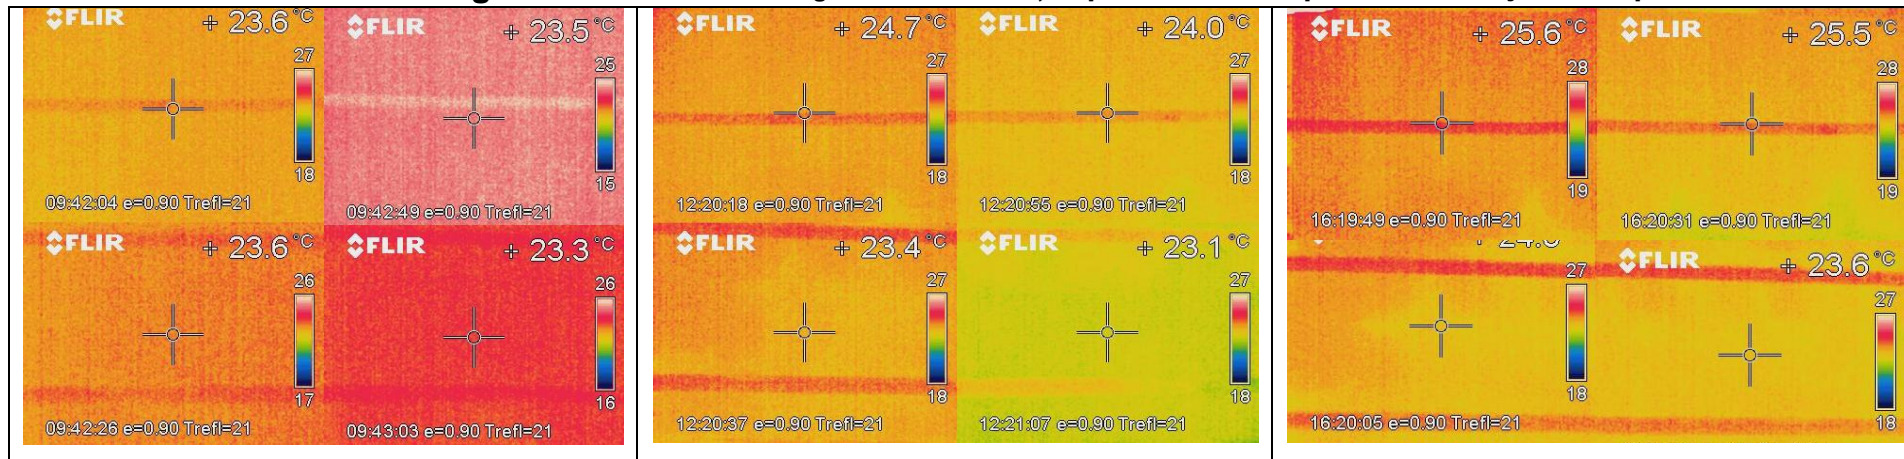 FLIR + 23.6 °C
27
18
09:42:04 e=0.90 Trefl=21
FLIR + 23.5 °C
25
15
09:42:49 e=0.90 Trefl=21
FLIR + 23.6 °C
26
17
09:42:26 e=0.90 Trefl=21
FLIR + 23.3 °C
26
16
09:43:03 e=0.90 Trefl=21
FLIR + 24.7 °C
27
18
12:20:18 e=0.90 Trefl=21
FLIR + 24.0 °C
27
18
12:20:55 e=0.90 Trefl=21
FLIR + 23.4 °C
27
18
12:20:37 e=0.90 Trefl=21
FLIR + 23.1 °C
27
18
12:21:07 e=0.90 Trefl=21
FLIR + 25.6 °C
28
19
16:19:49 e=0.90 Trefl=21
FLIR + 25.5 °C
28
19
16:20:31 e=0.90 Trefl=21
27
18
16:20:05 e=0.90 Trefl=21
FLIR + 23.6 °C
27
18